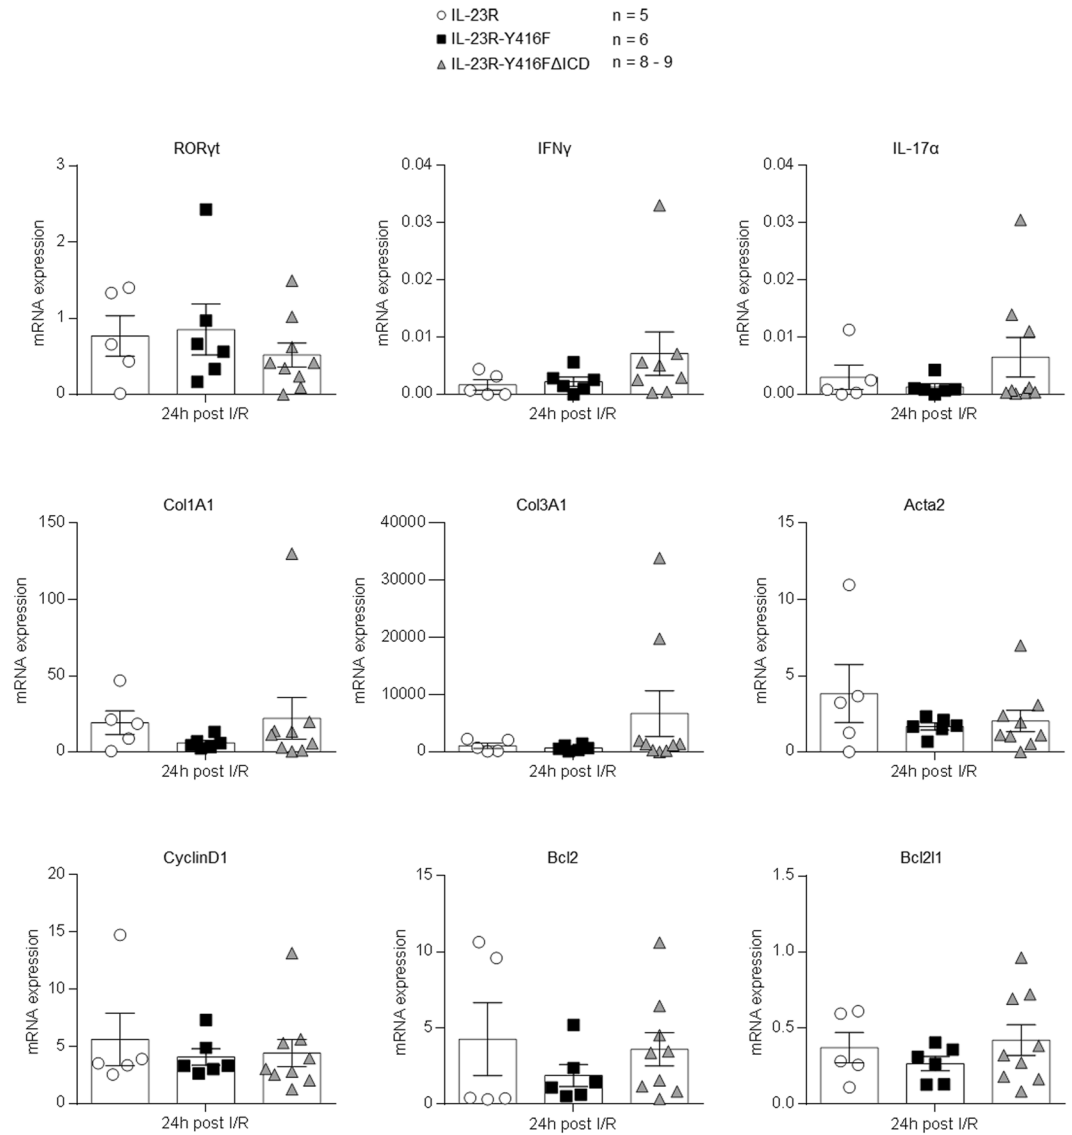 IL-23R n = 5
IL-23R-Y416F n = 6
IL-23R-Y416FΔICD n = 8 - 9
RORγt
mRNA expression
3
2
1
0
24h post I/R
IFNγ
mRNA expression
0.04
0.03
0.02
0.01
0.00
24h post I/R
IL-17α
mRNA expression
0.04
0.03
0.02
0.01
0.00
24h post I/R
Col1A1
mRNA expression
150
100
50
0
24h post I/R
Col3A1
mRNA expression
40000
30000
20000
10000
0
24h post I/R
Acta2
mRNA expression
15
10
5
0
24h post I/R
CyclinD1
mRNA expression
20
15
10
5
0
24h post I/R
Bcl2
mRNA expression
15
10
5
0
24h post I/R
Bcl2l1
mRNA expression
1.5
1.0
0.5
0.0
24h post I/R